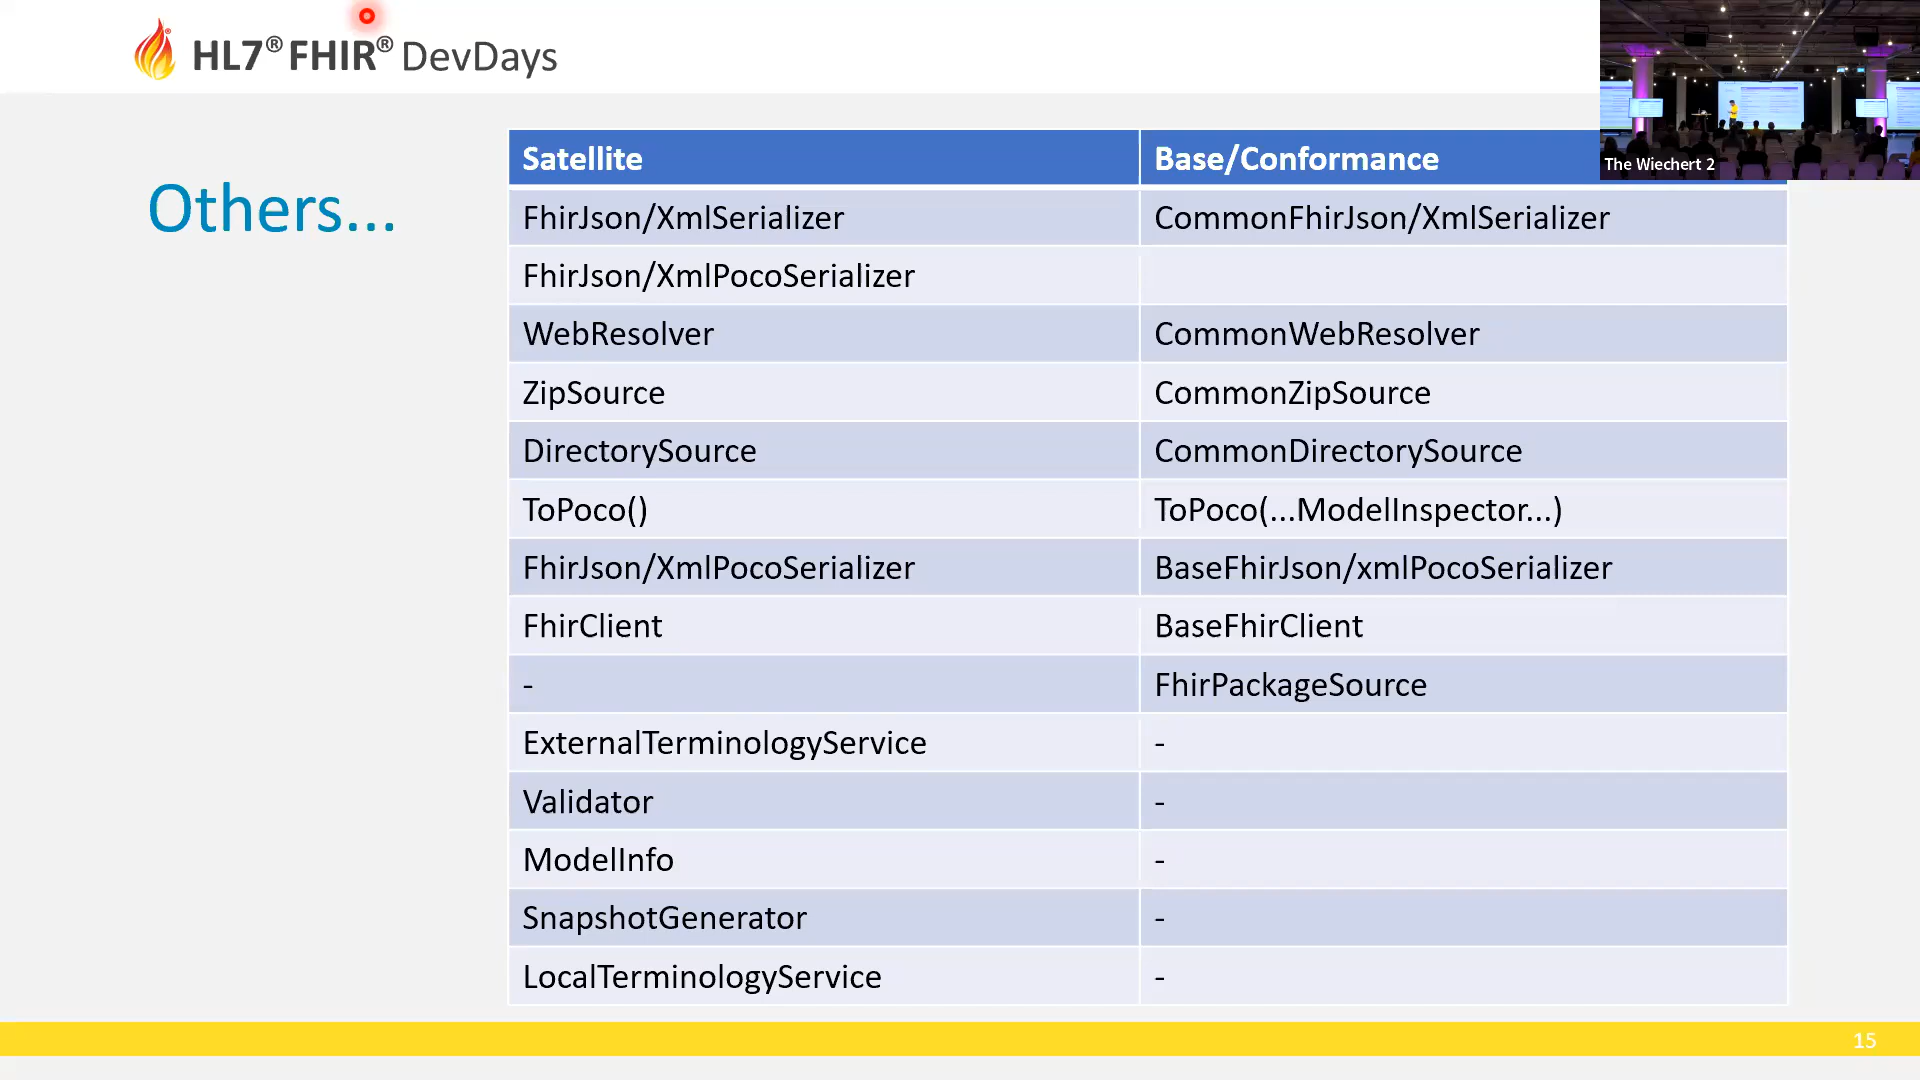 HL7® FHIR® DevDays
The Wiechert 2
Others...
Satellite Base/Conformance
FhirJson/XmlSerializer CommonFhirJson/XmlSerializer
FhirJson/XmlPocoSerializer
WebResolver CommonWebResolver
ZipSource CommonZipSource
DirectorySource CommonDirectorySource
ToPoco() ToPoco(...ModelInspector...)
FhirJson/XmlPocoSerializer BaseFhirJson/xmlPocoSerializer
FhirClient BaseFhirClient
- FhirPackageSource
ExternalTerminologyService -
Validator -
ModelInfo -
SnapshotGenerator -
LocalTerminologyService -
15